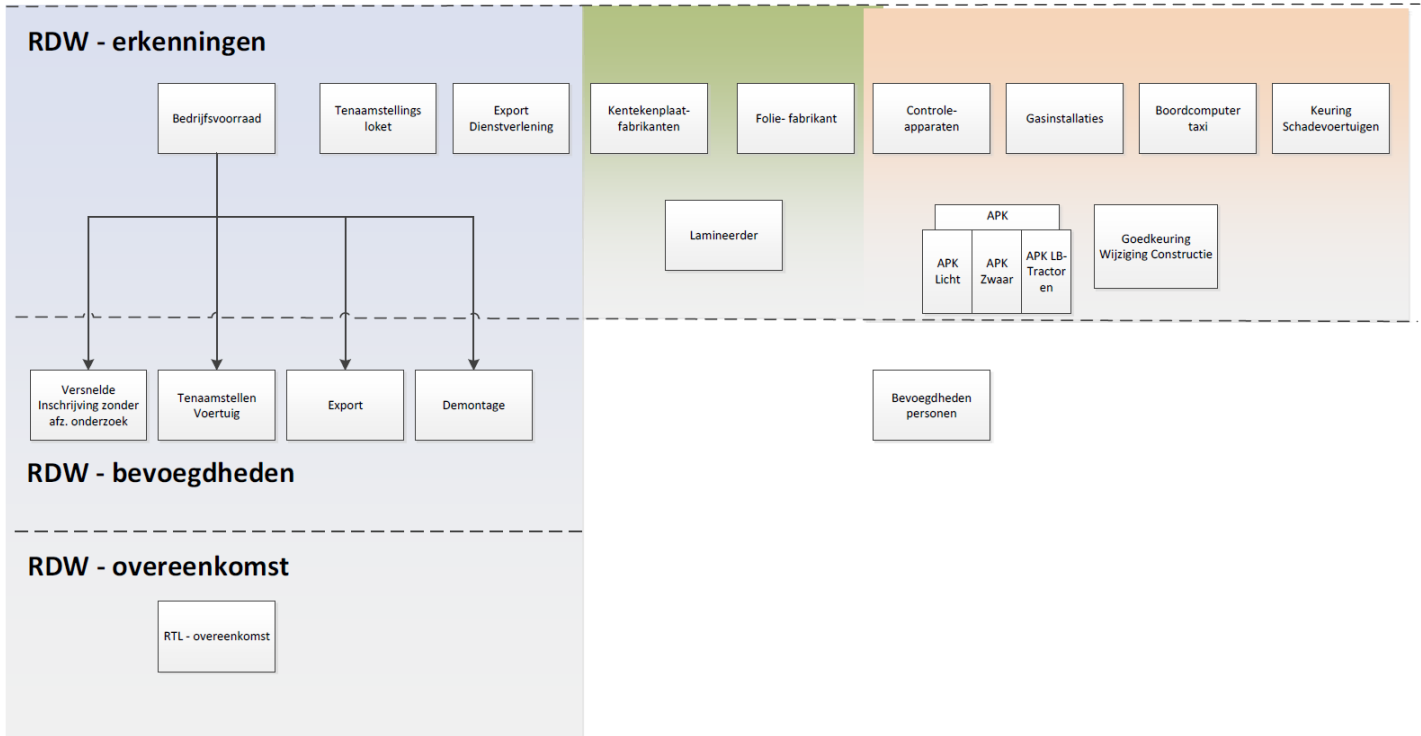 RDW - erkenningen
Bedrijfsvoorraad
Tenaamstellings
loket
Export
Dienstverlening
Kentekenplaat-
fabrikanten
Folie- fabrikant
Controle-
apparaten
Gasinstallaties
Boordcomputer
taxi
Keuring
Schadevoertuigen
Lamineerder
APK
APK
Licht
APK
Zwaar
APK LB-
Tractor
en
Goedkeuring
Wijziging Constructie
Versnelde
Inschrijving zonder
afz. onderzoek
Tenaamstellen
Voertuig
Export
Demontage
Bevoegdheden
personen
RDW - bevoegdheden
RDW - overeenkomst
RTL - overeenkomst